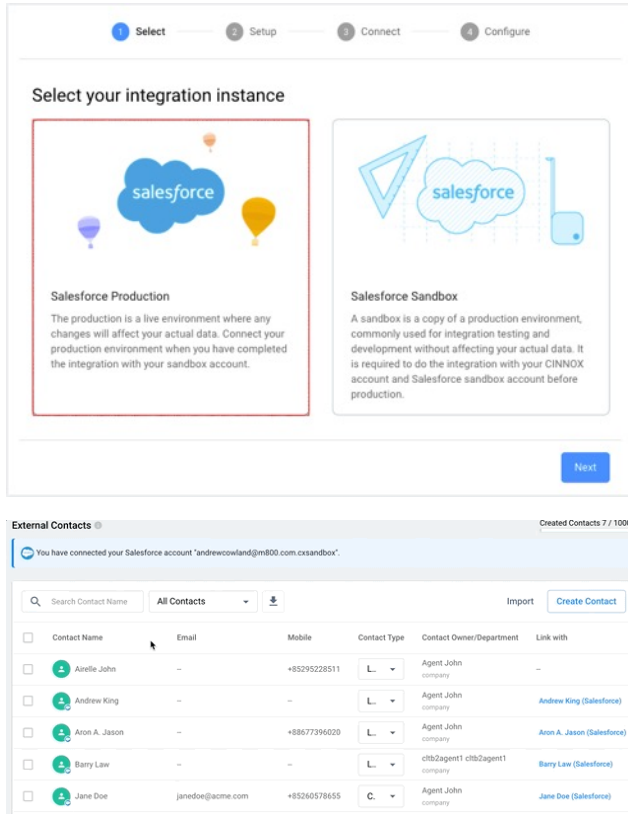 1 Select 2 Setup 3 Connect 4 Configure
Select your integration instance
salesforce
salesforce
Salesforce Production
The production is a live environment where any
changes will affect your actual data. Connect your
production environment when you have completed
the integration with your sandbox account.
Salesforce Sandbox
A sandbox is a copy of a production environment,
commonly used for integration testing and
development without affecting your actual data. It
is required to do the integration with your CINNOX
account and Salesforce sandbox account before
production.
Next
External Contacts
Created Contacts 7 / 1000
You have connected your Salesforce account "andrewcowland@m800.com.cxsandbox".
Search Contact Name All Contacts Import Create Contact
Contact Name Email Mobile Contact Type Contact Owner/Department Link with
Airelle John – +85295228511 L.. Agent John –
company
Andrew King – – L.. Agent John Andrew King (Salesforce)
company
Aron A. Jason – +88677396020 L.. Agent John Aron A. Jason (Salesforce)
company
Barry Law – – L.. cltb2agent1 cltb2agent1 Barry Law (Salesforce)
company
Jane Doe janedoe@acme.com +85260578655 C. Agent John Jane Doe (Salesforce)
company